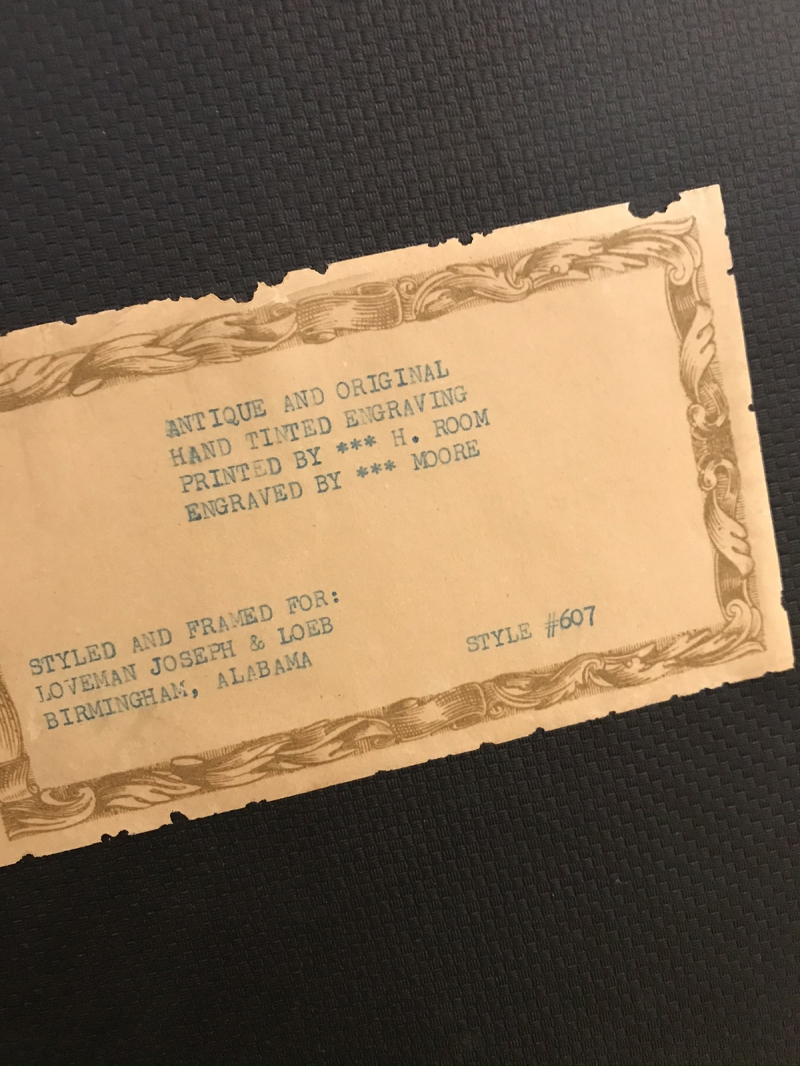 ANTIQUE AND ORIGINAL
HAND TINTED ENGRAVING
PRINTED BY *** H. ROOM
ENGRAVED BY *** MOORE
STYLED AND FRAMED FOR:
LOVEMAN JOSEPH & LOEB
BIRMINGHAM, ALABAMA
STYLE #607